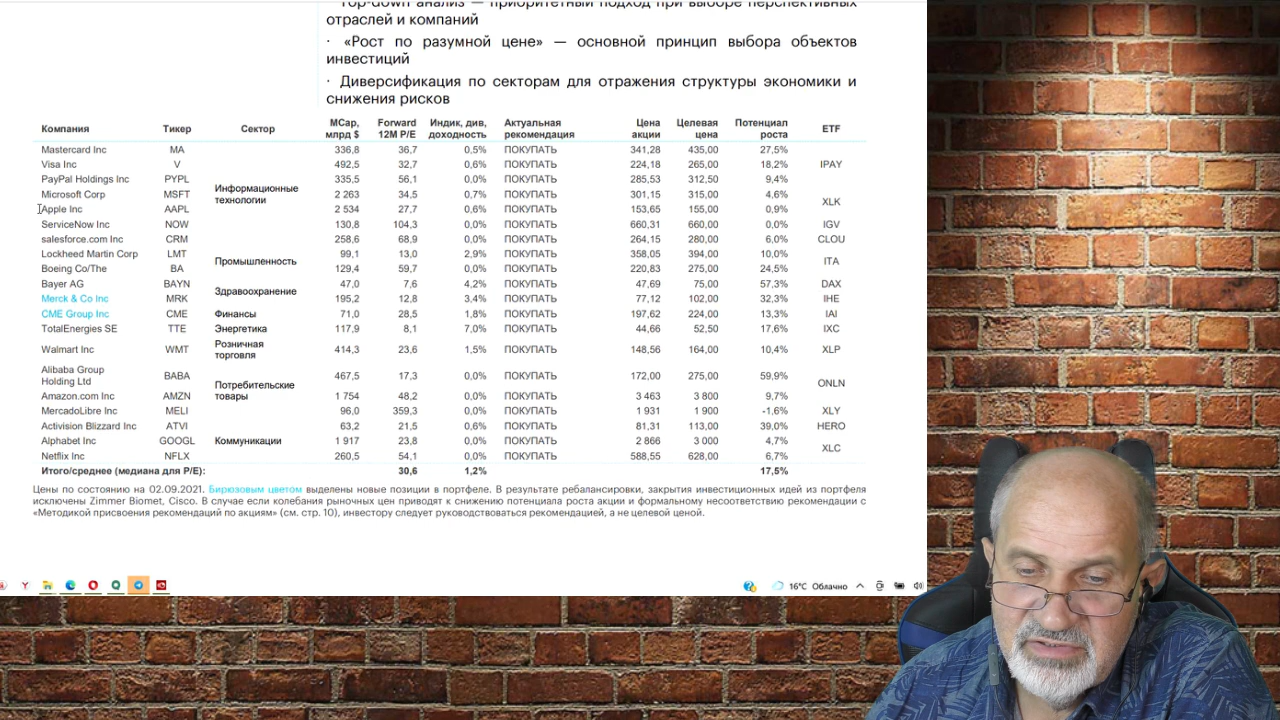 Top-down анализ — приоритетный подход при выборе перспективных
отраслей и компаний
· «Рост по разумной цене» — основной принцип выбора объектов
инвестиций
· Диверсификация по секторам для отражения структуры экономики и
снижения рисков
Компания Тикер Сектор МCap, млрд $ Forward 12M P/E Индик, див, доходность Актуальная рекомендация Цена акции Целевая цена Потенциал роста ETF
Mastercard Inc MA 336,8 36,7 0,5% ПОКУПАТЬ 341,28 435,00 27,5%
Visa Inc V 492,5 32,7 0,6% ПОКУПАТЬ 224,18 265,00 18,2% IPAY
PayPal Holdings Inc PYPL 335,5 56,1 0,0% ПОКУПАТЬ 285,53 312,50 9,4%
Microsoft Corp MSFT Информационные технологии 2 263 34,5 0,7% ПОКУПАТЬ 301,15 315,00 4,6%
Apple Inc AAPL 2 534 27,7 0,6% ПОКУПАТЬ 153,65 155,00 0,9% XLK
ServiceNow Inc NOW 130,8 104,3 0,0% ПОКУПАТЬ 660,31 660,00 0,0% IGV
salesforce.com Inc CRM 258,6 68,9 0,0% ПОКУПАТЬ 264,15 280,00 6,0% CLOU
Lockheed Martin Corp LMT Промышленность 99,1 13,0 2,9% ПОКУПАТЬ 358,05 394,00 10,0% ITA
Boeing Co/The BA 129,4 59,7 0,0% ПОКУПАТЬ 220,83 275,00 24,5%
Bayer AG BAYN Здравоохранение 47,0 7,6 4,2% ПОКУПАТЬ 47,69 75,00 57,3% DAX
Merck & Co Inc MRK 195,2 12,8 3,4% ПОКУПАТЬ 77,12 102,00 32,3% IHE
CME Group Inc CME Финансы 71,0 28,5 1,8% ПОКУПАТЬ 197,62 224,00 13,3% IAI
TotalEnergies SE TTE Энергетика 117,9 8,1 7,0% ПОКУПАТЬ 44,66 52,50 17,6% IXC
Walmart Inc WMT Розничная торговля 414,3 23,6 1,5% ПОКУПАТЬ 148,56 164,00 10,4% XLP
Alibaba Group Holding Ltd BABA Потребительские товары 467,5 17,3 0,0% ПОКУПАТЬ 172,00 275,00 59,9% ONLN
Amazon.com Inc AMZN 1 754 48,2 0,0% ПОКУПАТЬ 3 463 3 800 9,7%
MercadoLibre Inc MELI 96,0 359,3 0,0% ПОКУПАТЬ 1 931 1 900 -1,6% XLY
Activision Blizzard Inc ATVI 63,2 21,5 0,6% ПОКУПАТЬ 81,31 113,00 39,0% HERO
Alphabet Inc GOOGL Коммуникации 1 917 23,8 0,0% ПОКУПАТЬ 2 866 3 000 4,7% XLC
Netflix Inc NFLX 260,5 54,1 0,0% ПОКУПАТЬ 588,55 628,00 6,7%
Итого/среднее (медиана для P/E): 30,6 1,2% 17,5%
Цены по состоянию на 02.09.2021. Бирюзовым цветом выделены новые позиции в портфеле. В результате ребалансировки, закрытия инвестиционных идей из портфеля
исключены Zimmer Biomet, Cisco. В случае если колебания рыночных цен приводят к снижению потенциала роста акции и формальному несоответствию рекомендации с
«Методикой присвоения рекомендаций по акциям» (см. стр. 10), инвестору следует руководствоваться рекомендацией, а не целевой ценой.
16°C Облачно